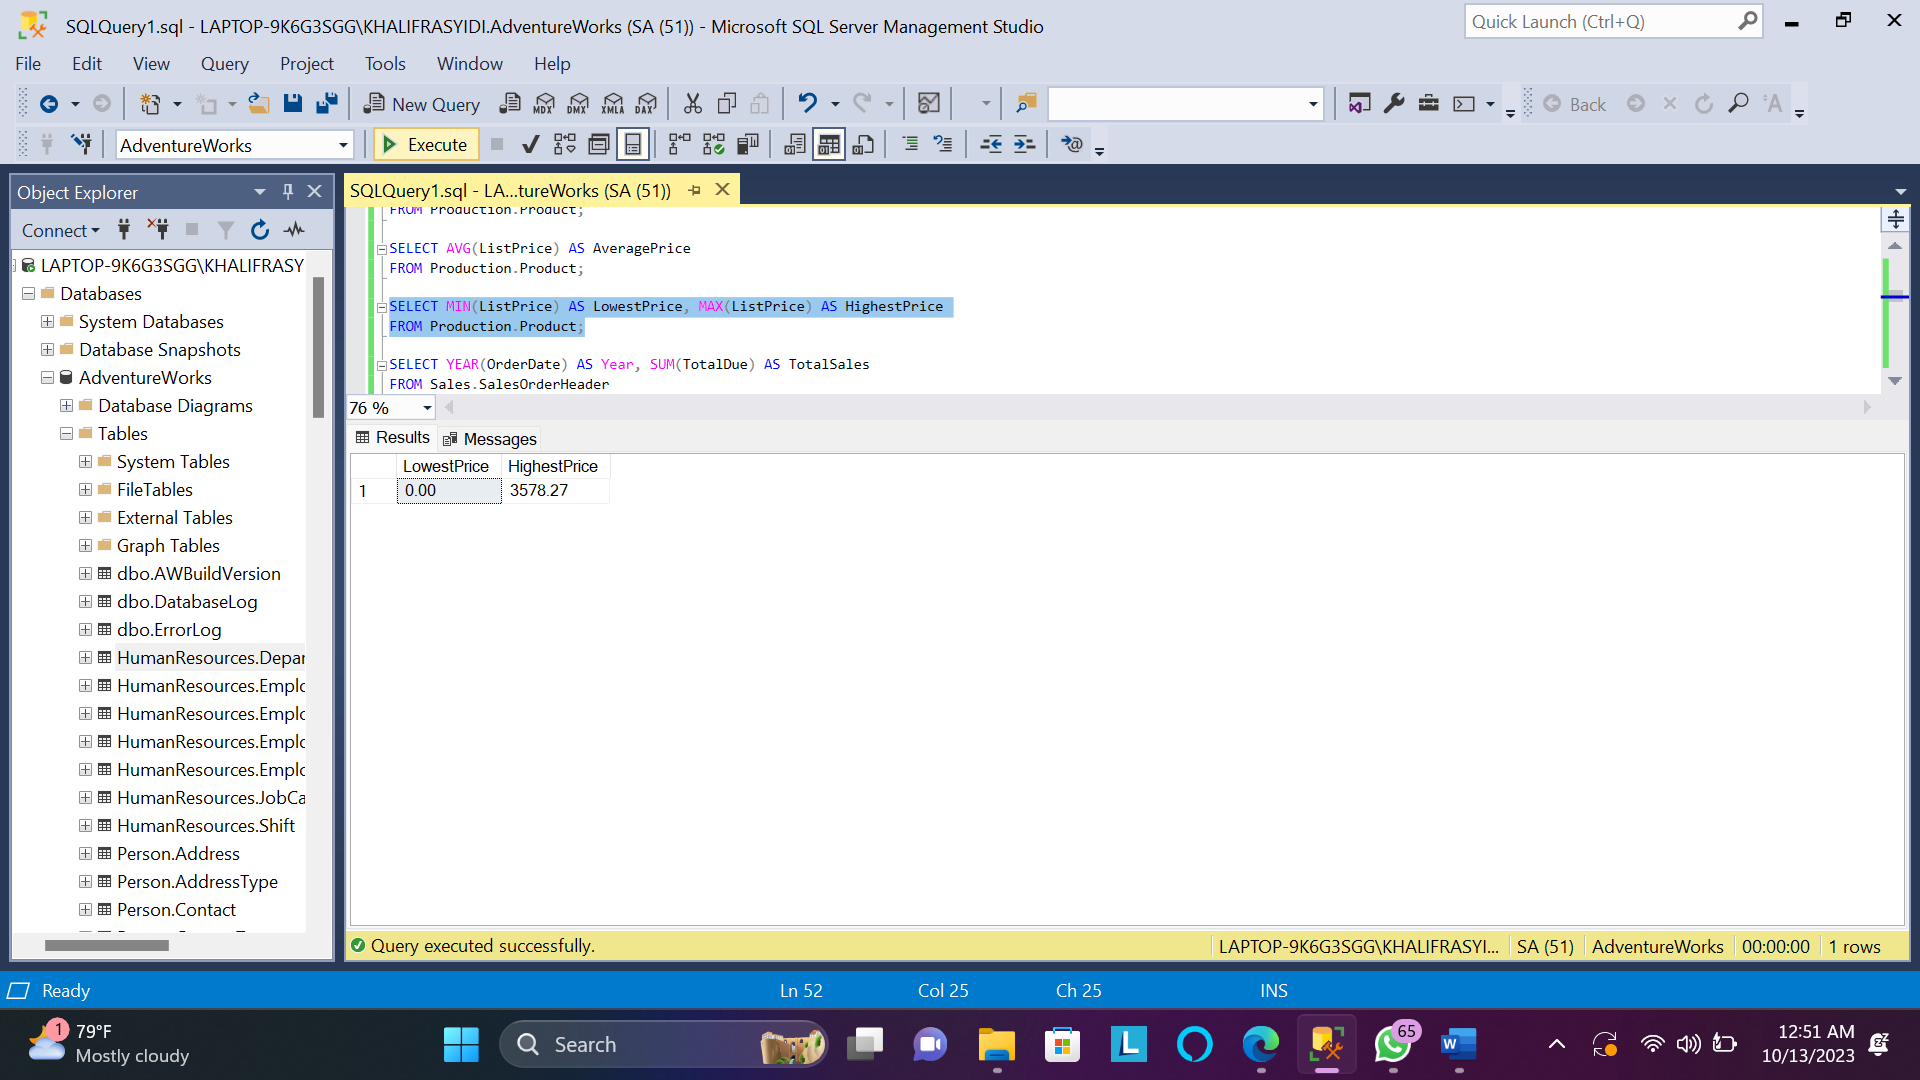 SQLQuery1.sql - LAPTOP-9K6G3SGG\KHALIFRASYIDI.AdventureWorks (SA (51)) - Microsoft SQL Server Management Studio
Quick Launch (Ctrl+Q)
File Edit View Query Project Tools Window Help
New Query MDX DMX XMLA DAX Back
AdventureWorks Execute
Object Explorer
SQLQuery1.sql - LA...tureWorks (SA (51))
Connect
LAPTOP-9K6G3SGG\KHALIFRASY
Databases
System Databases
Database Snapshots
AdventureWorks
Database Diagrams
Tables
System Tables
FileTables
External Tables
Graph Tables
dbo.AWBuildVersion
dbo.DatabaseLog
dbo.ErrorLog
HumanResources.Depar
HumanResources.Emplo
HumanResources.Emplo
HumanResources.Emplo
HumanResources.Emplo
HumanResources.JobCa
HumanResources.Shift
Person.Address
Person.AddressType
Person.Contact
FROM Production.Product;
SELECT AVG(ListPrice) AS AveragePrice
FROM Production.Product;
SELECT MIN(ListPrice) AS LowestPrice, MAX(ListPrice) AS HighestPrice
FROM Production.Product;
SELECT YEAR(OrderDate) AS Year, SUM(TotalDue) AS TotalSales
FROM Sales.SalesOrderHeader
76 %
Results Messages
LowestPrice HighestPrice
1 0.00 3578.27
Query executed successfully. LAPTOP-9K6G3SGG\KHALIFRASYI... SA (51) AdventureWorks 00:00:00 1 rows
Ready Ln 52 Col 25 Ch 25 INS
1 79°F
Mostly cloudy
Search
L
65
W
12:51 AM
10/13/2023